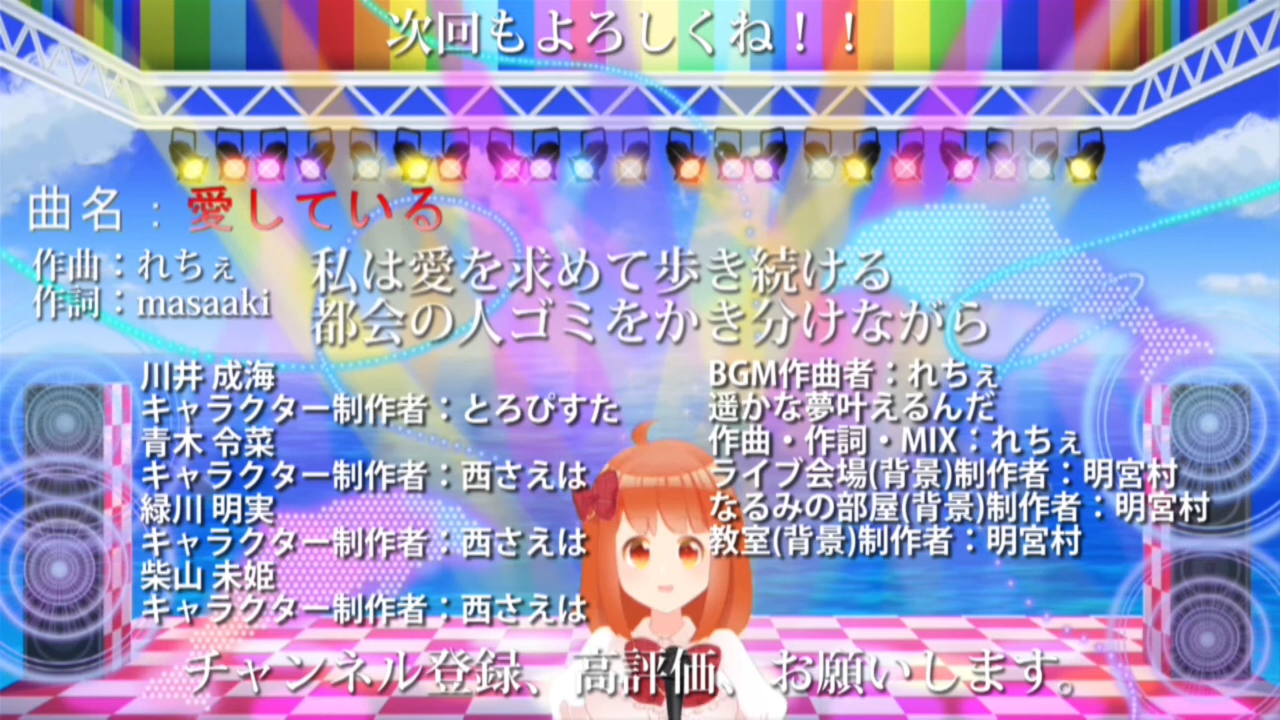 次回もよろしくね！！
曲名：愛している
作曲：れちぇ
作詞：masaaki
私は愛を求めて歩き続ける
都会の人ゴミをかき分けながら
川井 成海
キャラクター制作者：とろぴすた
青木 令菜
キャラクター制作者：西さえは
緑川 明実
キャラクター制作者：西さえは
柴山 未姫
キャラクター制作者：西さえは
BGM作曲者：れちぇ
遥かな夢叶えるんだ
作曲・作詞・MIX：れちぇ
ライブ会場(背景)制作者：明宮村
なるみの部屋(背景)制作者：明宮村
教室(背景)制作者：明宮村
チャンネル登録、高評価、お願いします。